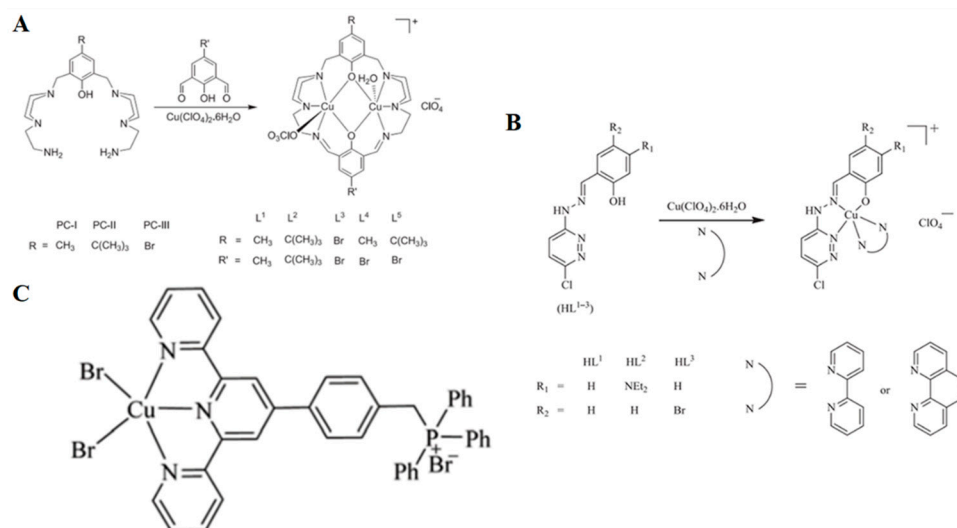 A
R
OH
N
N
N
N
NH₂
H₂N
R'
O
OH
O
Cu(ClO₄)₂.6H₂O
R
+
N
O
H₂O
N
N
Cu
Cu
N
O₃ClO
N
O
N
R'
ClO₄⁻
PC-I PC-II PC-III
R = CH₃ C(CH₃)₃ Br
L¹ L² L³ L⁴ L⁵
R = CH₃ C(CH₃)₃ Br CH₃ C(CH₃)₃
R' = CH₃ C(CH₃)₃ Br Br Br
B
R₂
R₁
N
OH
HN
N
N
Cl
(HL¹⁻³)
Cu(ClO₄)₂.6H₂O
N
N
R₂
R₁
+
N
O
HN
Cu
N
N
N
N
Cl
ClO₄⁻
HL¹ HL² HL³
R₁ = H NEt₂ H
R₂ = H H Br
N
N
=
N
N
or
N
N
C
N
Br
Cu
N
Br
N
Ph
P
+
Ph
Br⁻
Ph